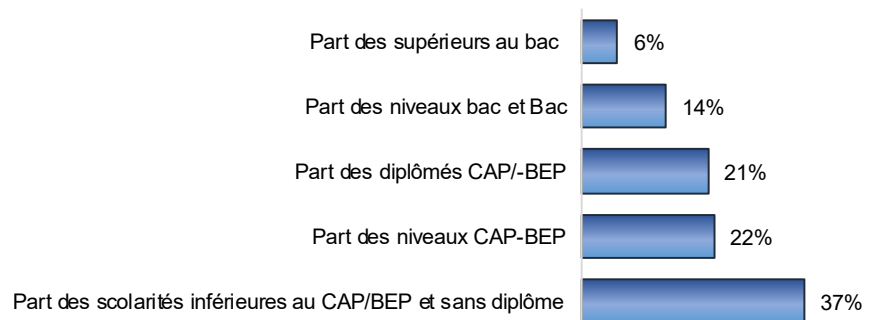 Part des supérieurs au bac 6%
Part des niveaux bac et Bac 14%
Part des diplômés CAP/-BEP 21%
Part des niveaux CAP-BEP 22%
Part des scolarités inférieures au CAP/BEP et sans diplôme 37%